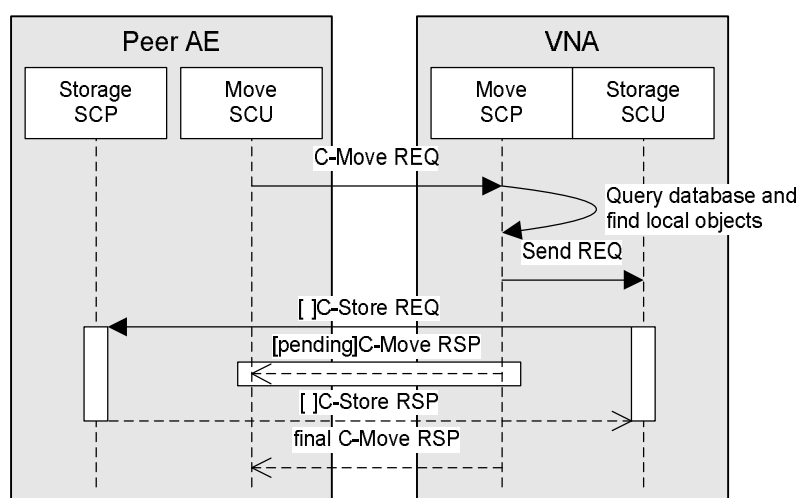 Peer AE
VNA
Storage
SCP
Move
SCU
Move
SCP
Storage
SCU
C-Move REQ
Query database and
find local objects
Send REQ
[ ]C-Store REQ
[pending]C-Move RSP
[ ]C-Store RSP
final C-Move RSP